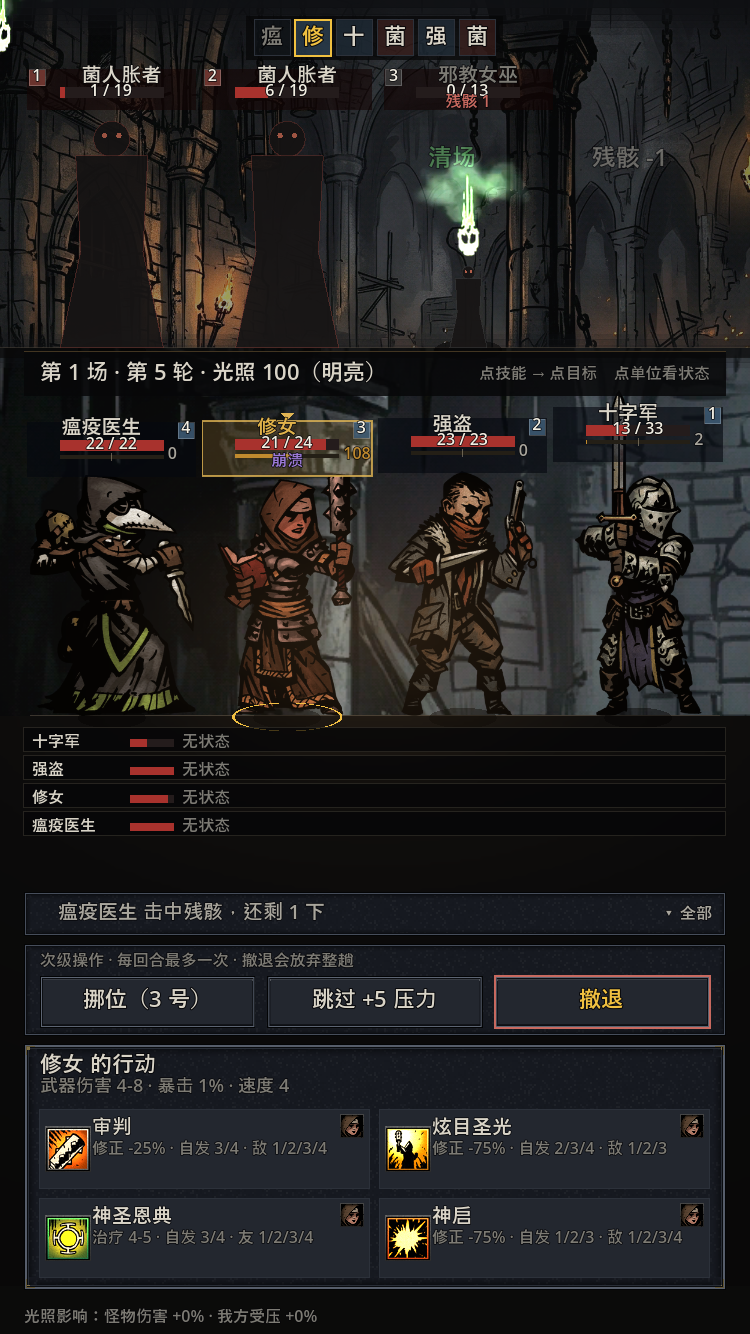 瘟 修 十 菌 强 菌
1 菌人胀者 2 菌人胀者 3 邪教女巫
1 / 19 6 / 19 0 / 13
残骸 1
清场 残骸 -1
第 1 场 · 第 5 轮 · 光照 100（明亮） 点技能 → 点目标 点单位看状态
瘟疫医生 4 修女 3 强盗 2 十字军 1
22 / 22 0 21 / 24 108 23 / 23 0 13 / 33 2
崩溃
十字军 无状态
强盗 无状态
修女 无状态
瘟疫医生 无状态
瘟疫医生 击中残骸 · 还剩 1 下 ▾ 全部
次级操作 · 每回合最多一次 · 撤退会放弃整趟
挪位（3 号） 跳过 +5 压力 撤退
修女 的行动
武器伤害 4-8 · 暴击 1% · 速度 4
审判
修正 -25% · 自发 3/4 · 敌 1/2/3/4
炫目圣光
修正 -75% · 自发 2/3/4 · 敌 1/2/3
神圣恩典
治疗 4-5 · 自发 3/4 · 友 1/2/3/4
神启
修正 -75% · 自发 1/2/3 · 敌 1/2/3/4
光照影响：怪物伤害 +0% · 我方受压 +0%